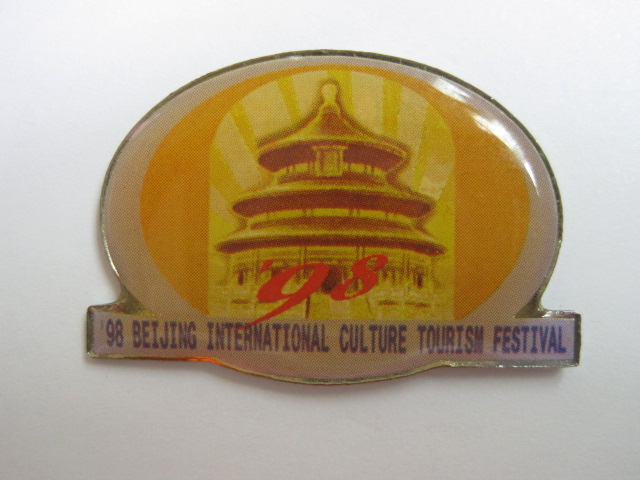 '98
'98 BEIJING INTERNATIONAL CULTURE TOURISM FESTIVAL